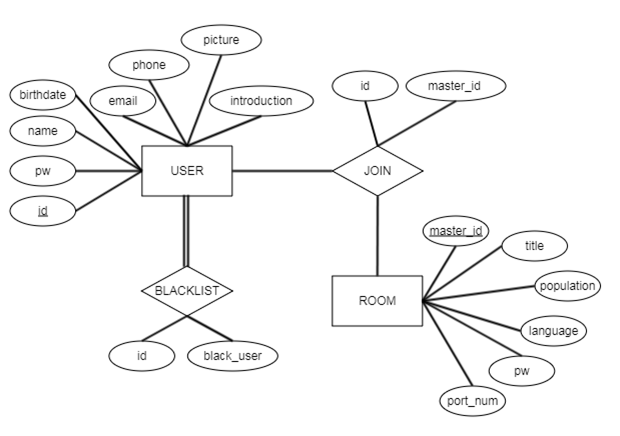 picture
phone
birthdate
email
introduction
id
master_id
name
pw
USER
JOIN
id
master_id
title
BLACKLIST
population
ROOM
language
id
black_user
pw
port_num